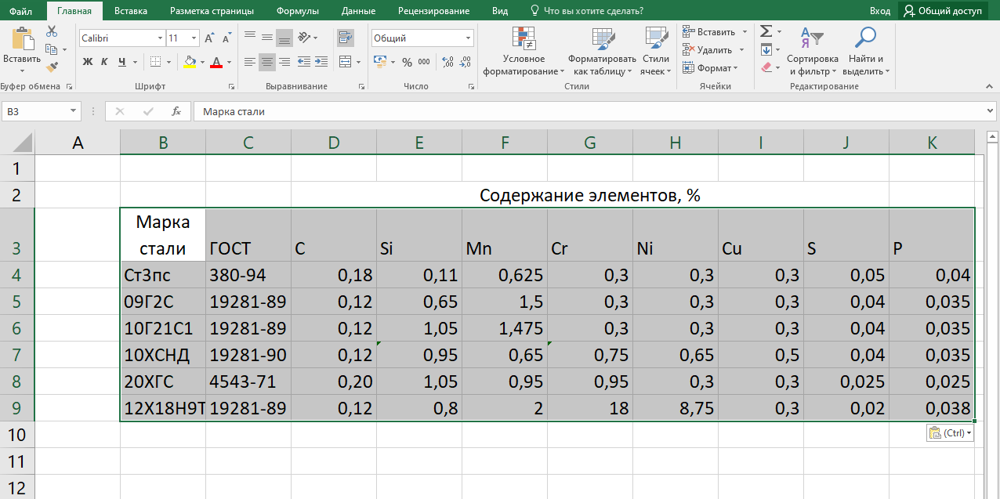 Файл Главная Вставка Разметка страницы Формулы Данные Рецензирование Вид Что вы хотите сделать? Вход Общий доступ
Вставить
Буфер обмена
Calibri 11
Ж К Ч
Шрифт
Выравнивание
Общий
% 000
Число
Условное форматирование
Форматировать как таблицу
Стили ячеек
Стили
Вставить
Удалить
Формат
Ячейки
Сортировка и фильтр
Найти и выделить
Редактирование
B3 fx Марка стали
A B C D E F G H I J K
1
2 Содержание элементов, %
3 Марка стали ГОСТ C Si Mn Cr Ni Cu S P
4 Ст3пс 380-94 0,18 0,11 0,625 0,3 0,3 0,3 0,05 0,04
5 09Г2С 19281-89 0,12 0,65 1,5 0,3 0,3 0,3 0,04 0,035
6 10Г21С1 19281-89 0,12 1,05 1,475 0,3 0,3 0,3 0,04 0,035
7 10ХСНД 19281-90 0,12 0,95 0,65 0,75 0,65 0,5 0,04 0,035
8 20ХГС 4543-71 0,20 1,05 0,95 0,95 0,3 0,3 0,025 0,025
9 12Х18Н9Т 19281-89 0,12 0,8 2 18 8,75 0,3 0,02 0,038
10 (Ctrl)
11
12